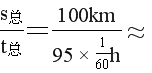 s总/t总 = 100km/(95 × 1/60 h) ≈